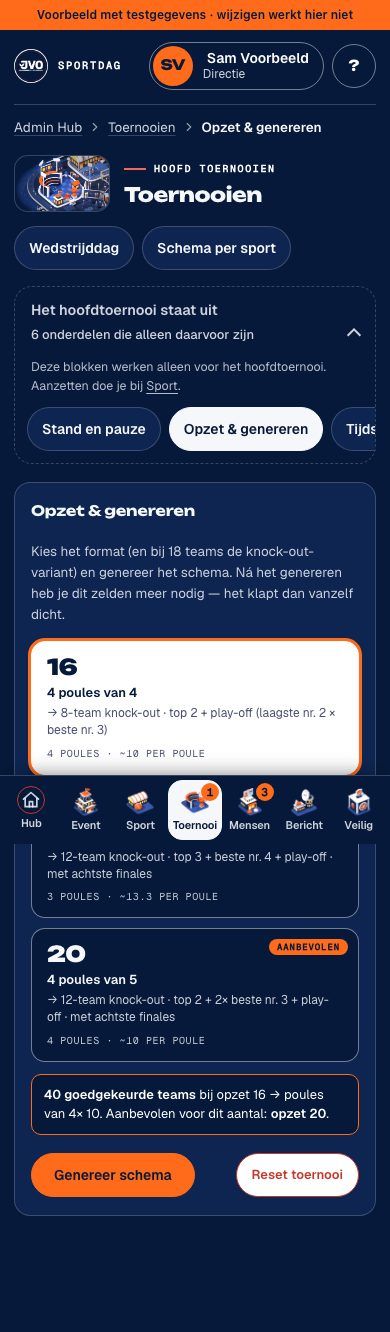 Voorbeeld met testgegevens · wijzigen werkt hier niet
JVO SPORTDAG
SV Sam Voorbeeld
Directie
?
Admin Hub > Toernooien > Opzet & genereren
HOOFD TOERNOOIEN
Toernooien
Wedstrijddag Schema per sport
Het hoofdtoernooi staat uit
6 onderdelen die alleen daarvoor zijn
Deze blokken werken alleen voor het hoofdtoernooi.
Aanzetten doe je bij Sport.
Stand en pauze Opzet & genereren Tijds
Opzet & genereren
Kies het format (en bij 18 teams de knock-out-
variant) en genereer het schema. Ná het genereren
heb je dit zelden meer nodig — het klapt dan vanzelf
dicht.
16
4 poules van 4
→ 8-team knock-out · top 2 + play-off (laagste nr. 2 ×
beste nr. 3)
4 POULES · ~10 PER POULE
1 3
Hub Event Sport Toernooi Mensen Bericht Veilig
→ 12-team knock-out · top 3 + beste nr. 4 + play-off ·
met achtste finales
3 POULES · ~13.3 PER POULE
20 AANBEVOLEN
4 poules van 5
→ 12-team knock-out · top 2 + 2× beste nr. 3 + play-
off · met achtste finales
4 POULES · ~10 PER POULE
40 goedgekeurde teams bij opzet 16 → poules
van 4× 10. Aanbevolen voor dit aantal: opzet 20.
Genereer schema Reset toernooi